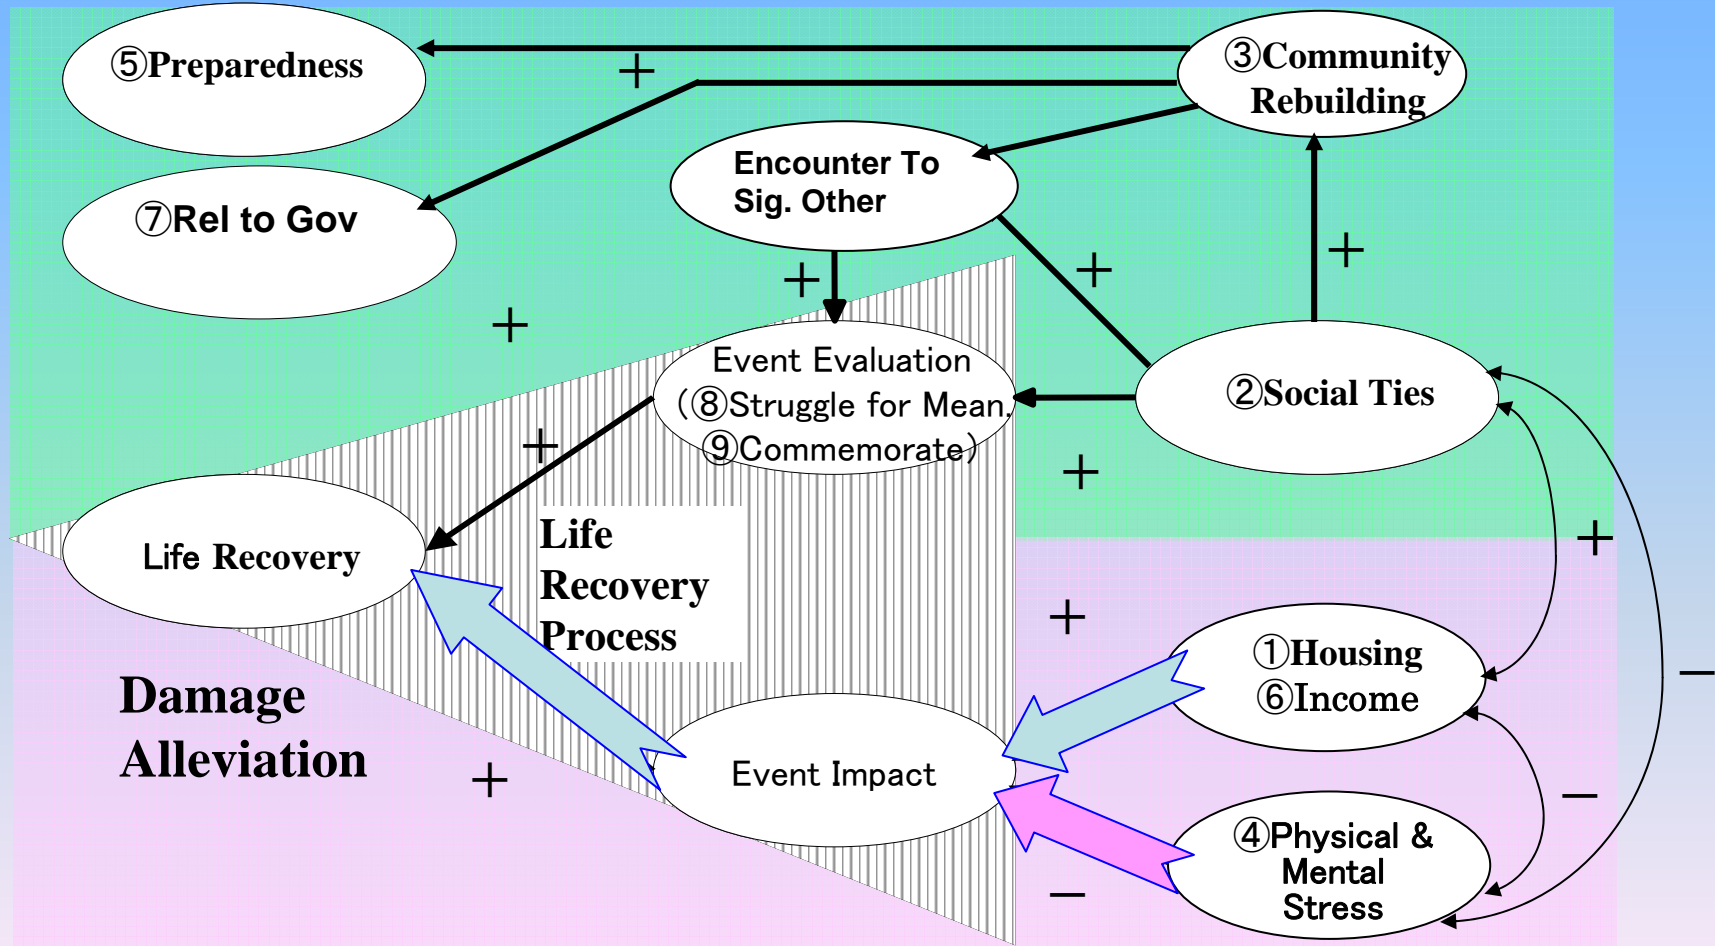 ⑤Preparedness
③Community
Rebuilding
+
Encounter To
Sig. Other
⑦Rel to Gov
+
+
+
+
Event Evaluation
(⑧Struggle for Mean.
⑨Commemorate)
②Social Ties
+
+
Life Recovery
Life
Recovery
Process
+
+
①Housing
⑥Income
−
Damage
Alleviation
+
Event Impact
−
④Physical &
Mental
Stress
−